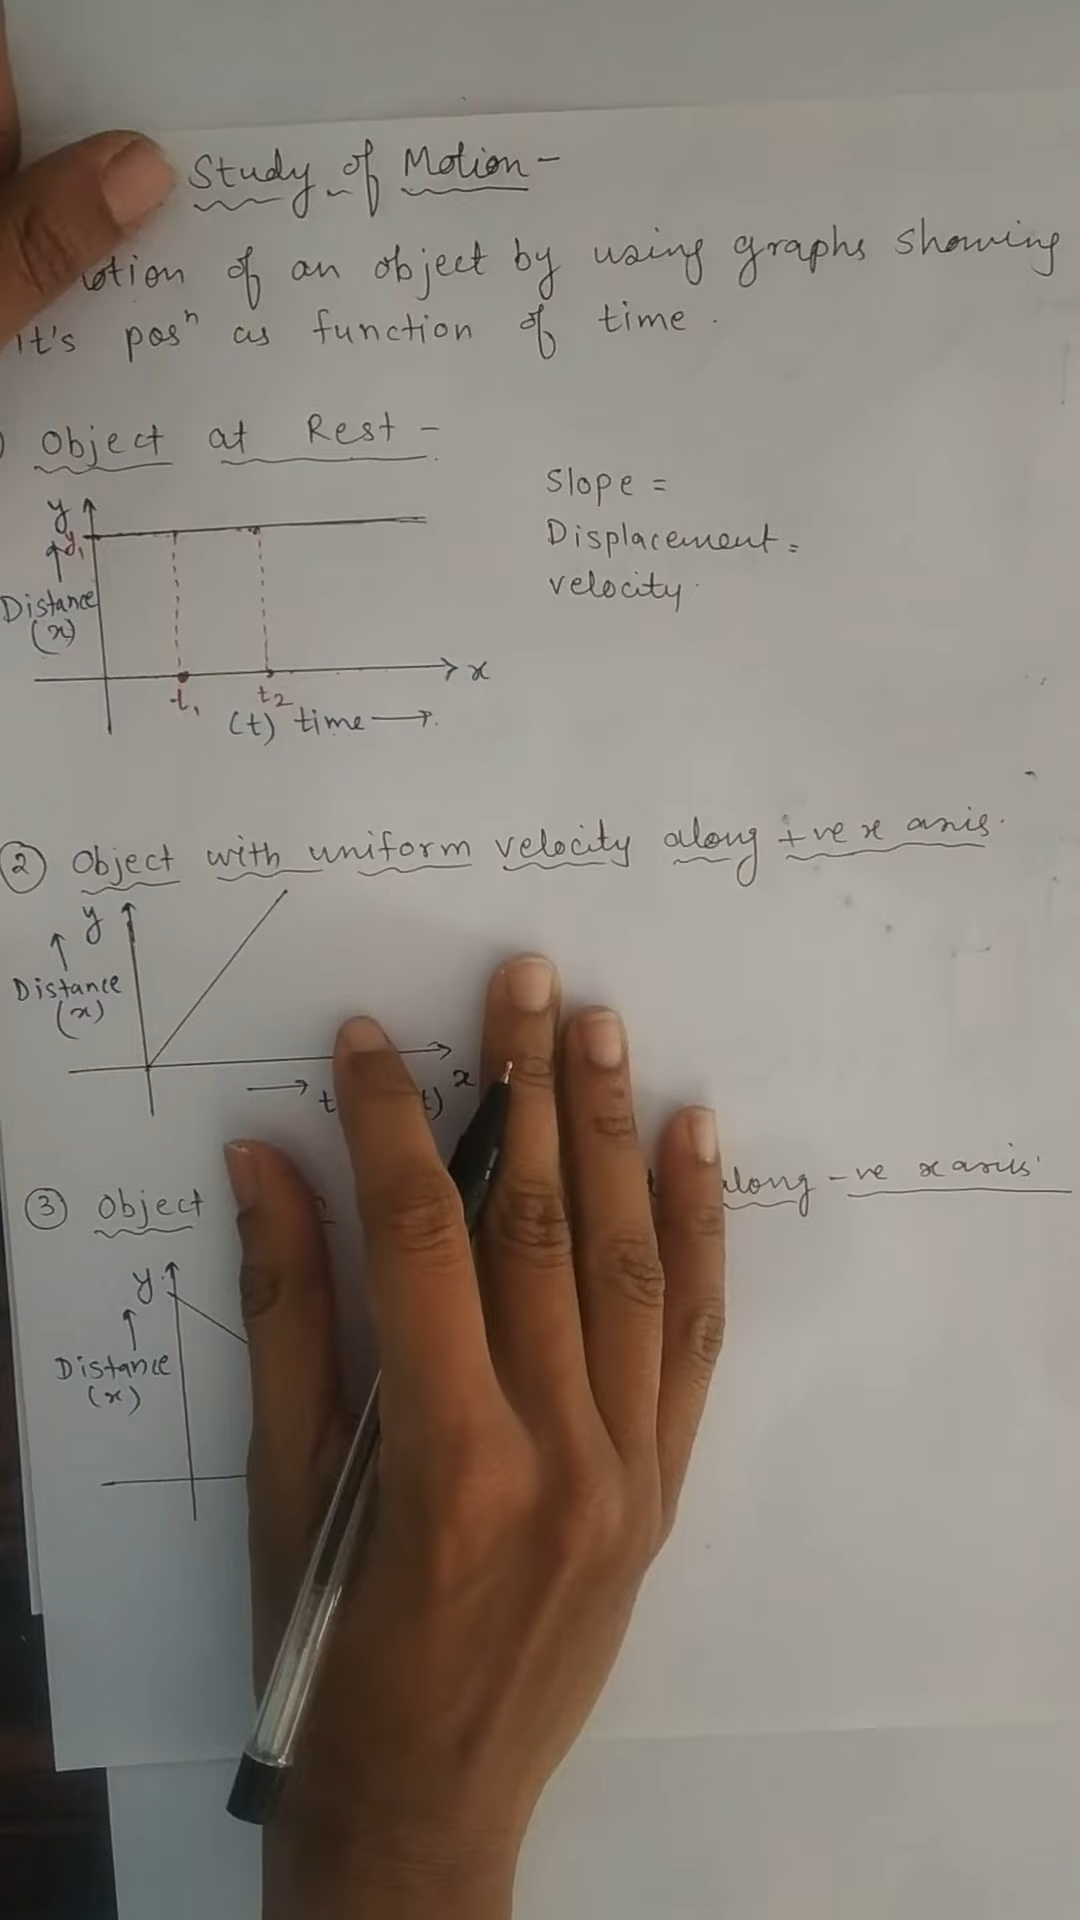 Study of Motion -
of an object by using graphs showing
It's posⁿ as function of time .
Object at Rest -
y
y₁
Distance
(x)
t₁ t₂
x
(t) time
Slope =
Displacement =
velocity
② Object with uniform velocity along +ve x axis.
y
Distance
(x)
x
③ Object along -ve x axis
y
Distance
(x)